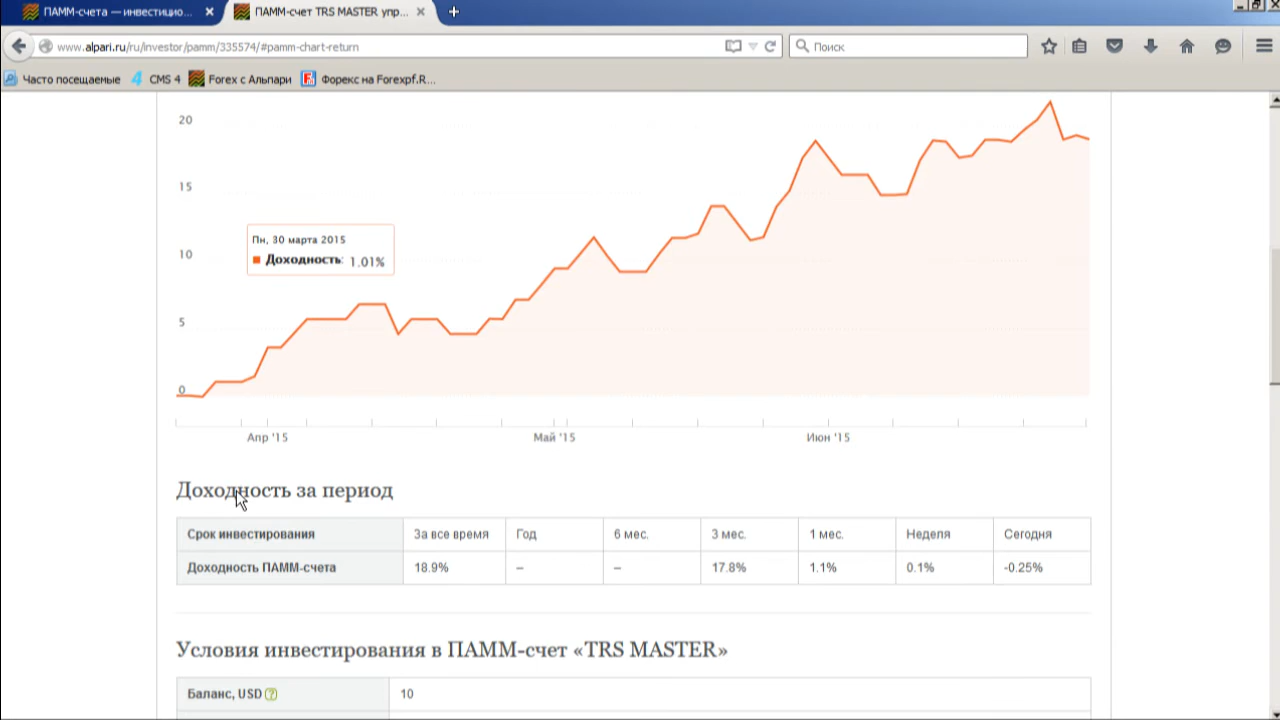 ПАММ-счета — инвестицио...
ПАММ-счет TRS MASTER упр...
www.alpari.ru/ru/investor/pamm/335574/#pamm-chart-return
Поиск
Часто посещаемые
CMS 4
Forex с Альпари
Форекс на Forexpf.R...
20
15
10
5
0
Пн, 30 марта 2015
Доходность: 1.01%
Апр '15 Май '15 Июн '15
Доходность за период
Срок инвестирования За все время Год 6 мес. 3 мес. 1 мес. Неделя Сегодня
Доходность ПАММ-счета 18.9% – – 17.8% 1.1% 0.1% -0.25%
Условия инвестирования в ПАММ-счет «TRS MASTER»
Баланс, USD ? 10